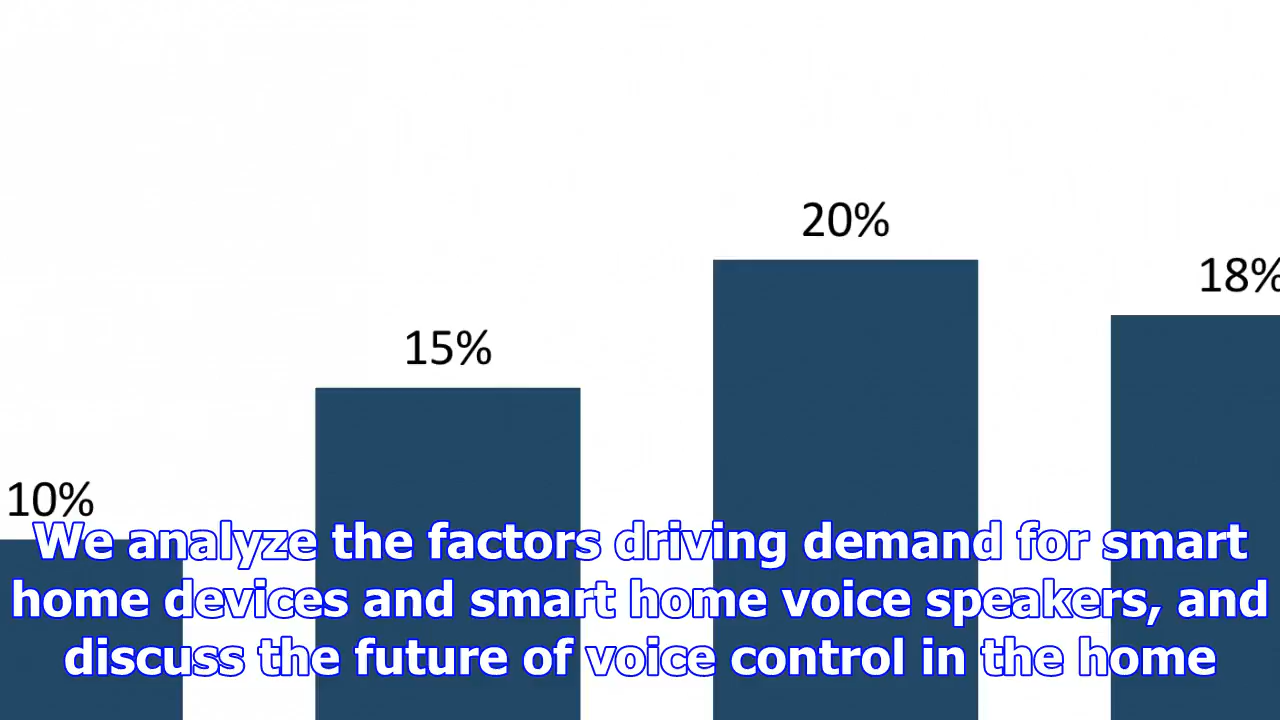 20%
18%
15%
10%
We analyze the factors driving demand for smart
home devices and smart home voice speakers, and
discuss the future of voice control in the home